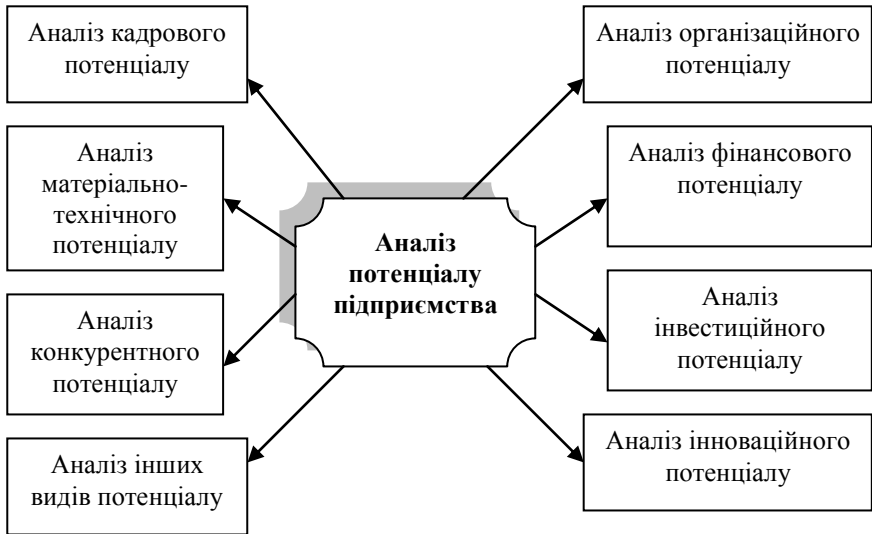 Аналіз кадрового
потенціалу
Аналіз
матеріально-
технічного
потенціалу
Аналіз
конкурентного
потенціалу
Аналіз інших
видів потенціалу
Аналіз
потенціалу
підприємства
Аналіз організаційного
потенціалу
Аналіз фінансового
потенціалу
Аналіз
інвестиційного
потенціалу
Аналіз інноваційного
потенціалу